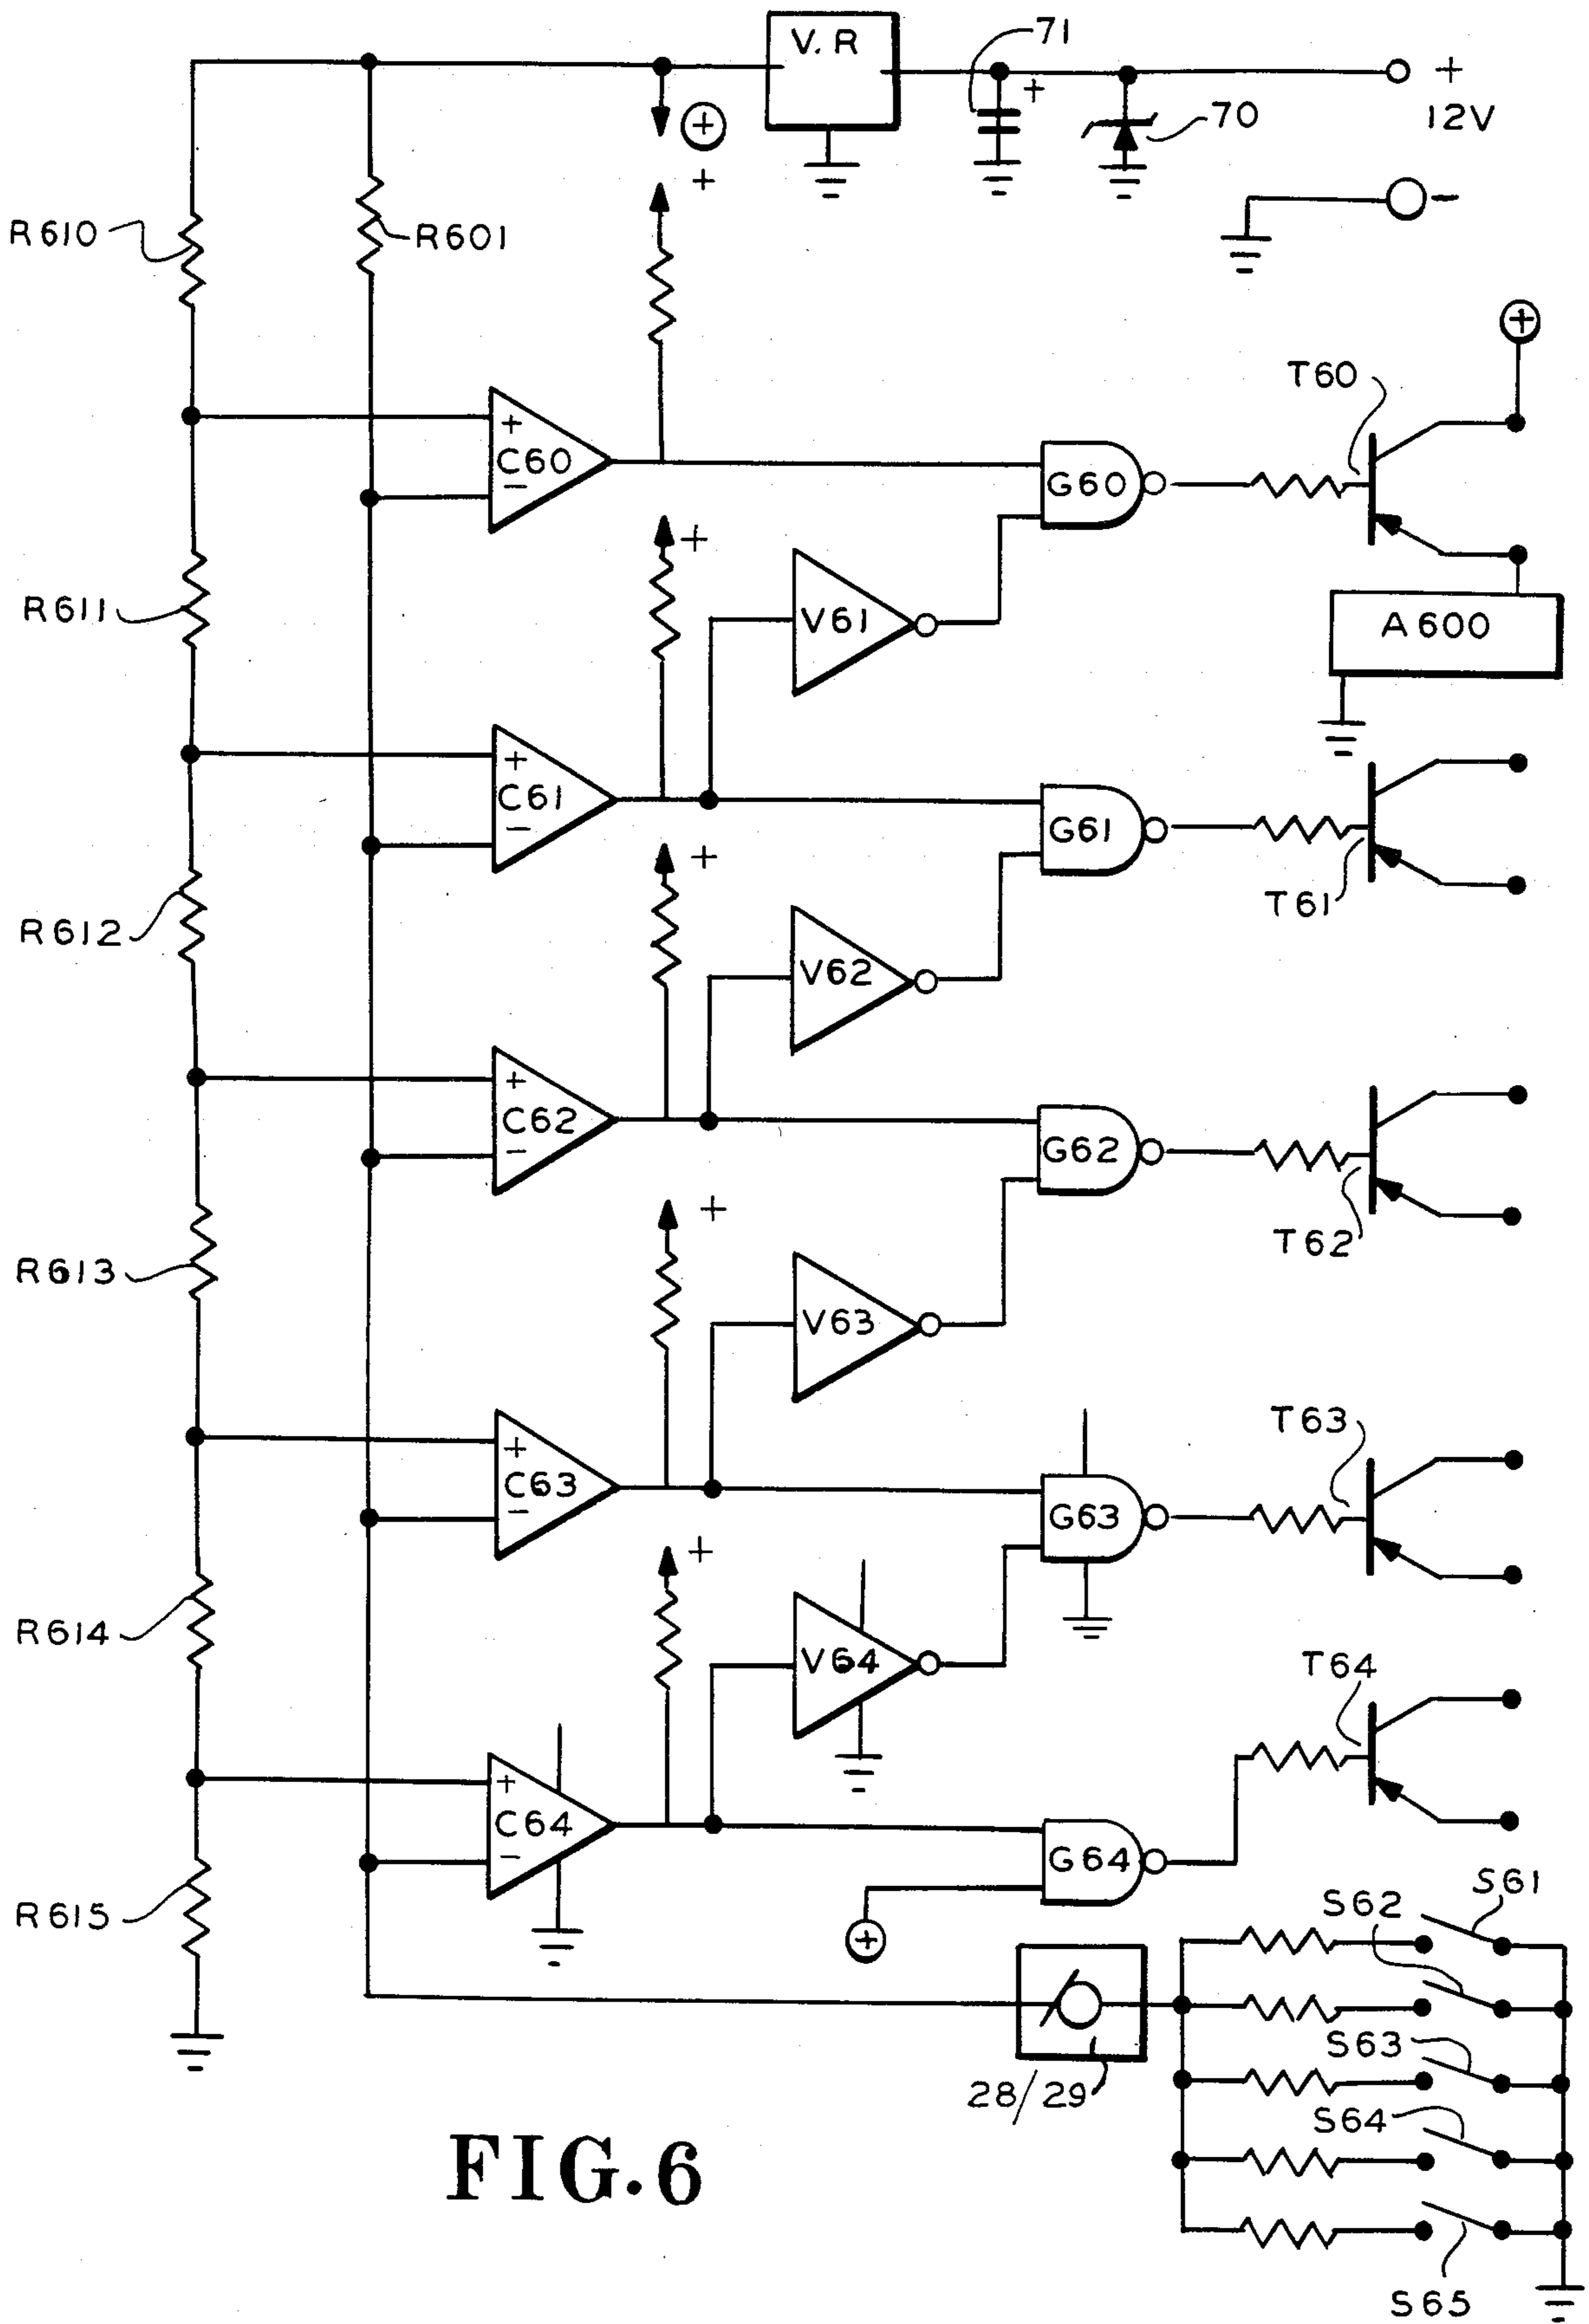 71
V.R
+
+
12V
70
+
+
-
R610
R601
+
T60
+
C60
-
G60
+
R611
V61
A600
+
C61
-
G61
+
T61
R612
V62
+
C62
-
G62
+
T62
R613
V63
T63
+
C63
-
G63
+
R614
V64
T64
+
C64
-
G64
S61
S62
R615
+
S63
28/29
S64
FIG.6
S65